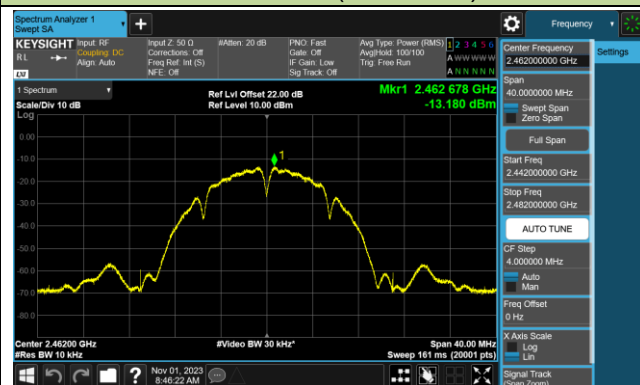 Spectrum Analyzer 1
Swept SA
Frequency
KEYSIGHT
RL
LXI
Input: RF
Coupling: DC
Align: Auto
Input Z: 50 Ω
Corrections: Off
Freq Ref: Int (S)
NFE: Off
#Atten: 20 dB
PNO: Fast
Gate: Off
IF Gain: Low
Sig Track: Off
Avg Type: Power (RMS)
Avg|Hold: 100/100
Trig: Free Run
1 2 3 4 5 6
A W W W W W
A N N N N N
Center Frequency
2.462000000 GHz
Settings
Span
40.0000000 MHz
Swept Span
Zero Span
Full Span
Start Freq
2.442000000 GHz
Stop Freq
2.482000000 GHz
AUTO TUNE
CF Step
4.000000 MHz
Auto
Man
Freq Offset
0 Hz
X Axis Scale
Log
Lin
Signal Track
(Span Zoom)
1 Spectrum
Scale/Div 10 dB
Log
Ref Lvl Offset 22.00 dB
Ref Level 10.00 dBm
Mkr1 2.462 678 GHz
-13.180 dBm
1
0.00
-10.0
-20.0
-30.0
-40.0
-50.0
-60.0
-70.0
-80.0
Center 2.46200 GHz
#Res BW 10 kHz
#Video BW 30 kHz*
Span 40.00 MHz
Sweep 161 ms (20001 pts)
Nov 01, 2023
8:46:22 AM